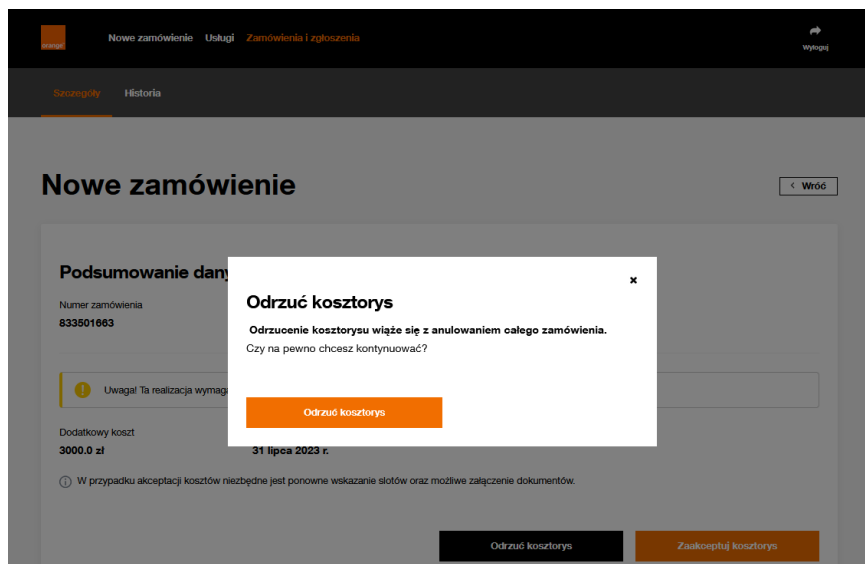 orange
Nowe zamówienie Usługi Zamówienia i zgłoszenia
Wyloguj
Szczegóły Historia
Nowe zamówienie
Wróć
Podsumowanie
Numer zamówienia
833501663
Odrzuć kosztorys
Odrzucenie kosztorysu wiąże się z anulowaniem całego zamówienia.
Czy na pewno chcesz kontynuować?
Odrzuć kosztorys
Uwaga! Ta realizacja
Dodatkowy koszt
3000.0 zł 31 lipca 2023 r.
W przypadku akceptacji kosztów niezbędne jest ponowne wskazanie slotów oraz możliwe załączenie dokumentów.
Odrzuć kosztorys Zaakceptuj kosztorys